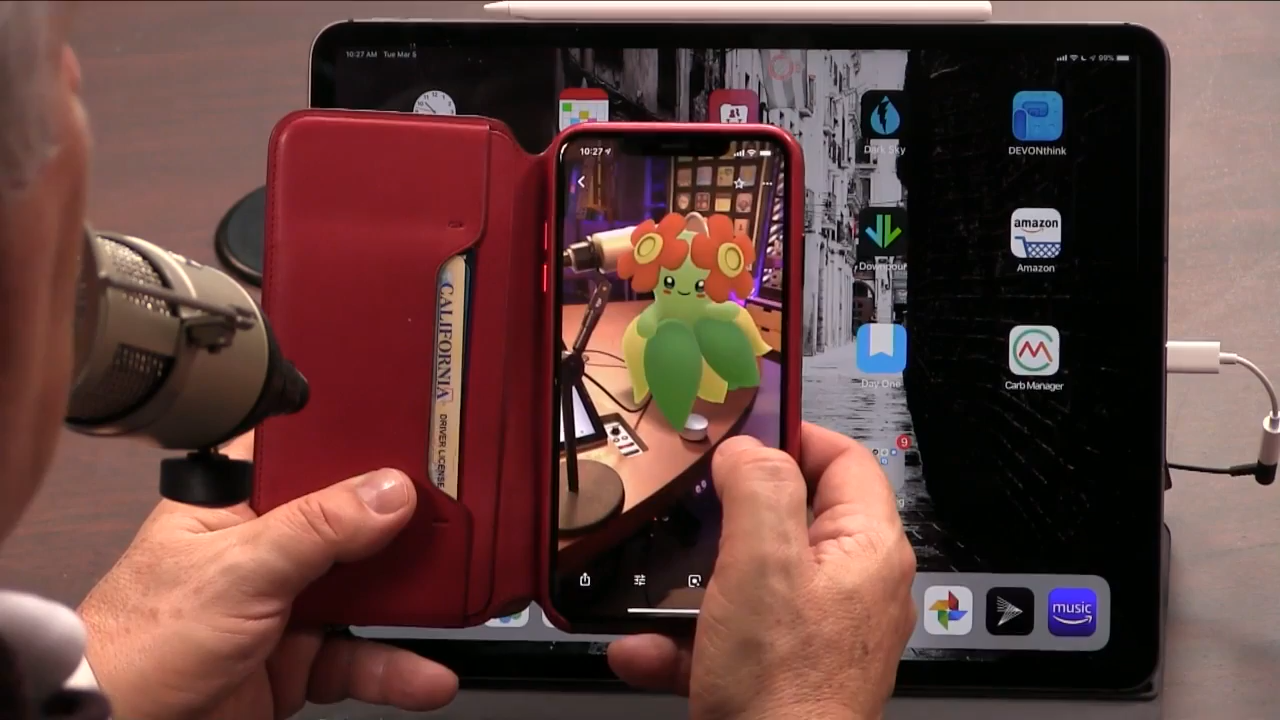 10:27 AM Tue Mar 5
99%
Dark Sky
DEVONthink
10:27
amazon
Downpour
Amazon
CALIFORNIA
DRIVER LICENSE
Day One
Carb Manager
9
music